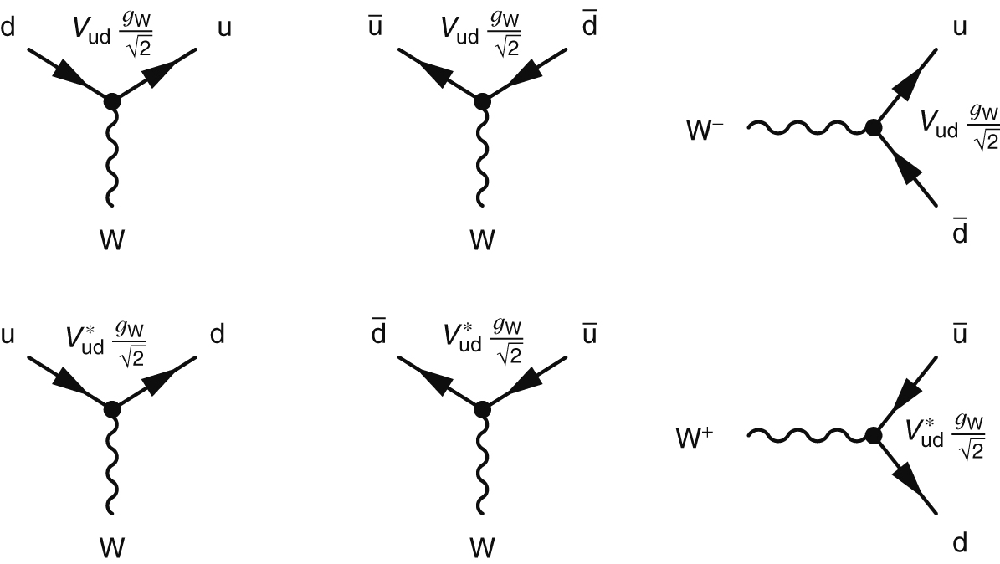 d V_ud g_W/√2 u
W
ū V_ud g_W/√2 d̄
W
W⁻ u
V_ud g_W/√2
d̄
u V*_ud g_W/√2 d
W
d̄ V*_ud g_W/√2 ū
W
W⁺ ū
V*_ud g_W/√2
d